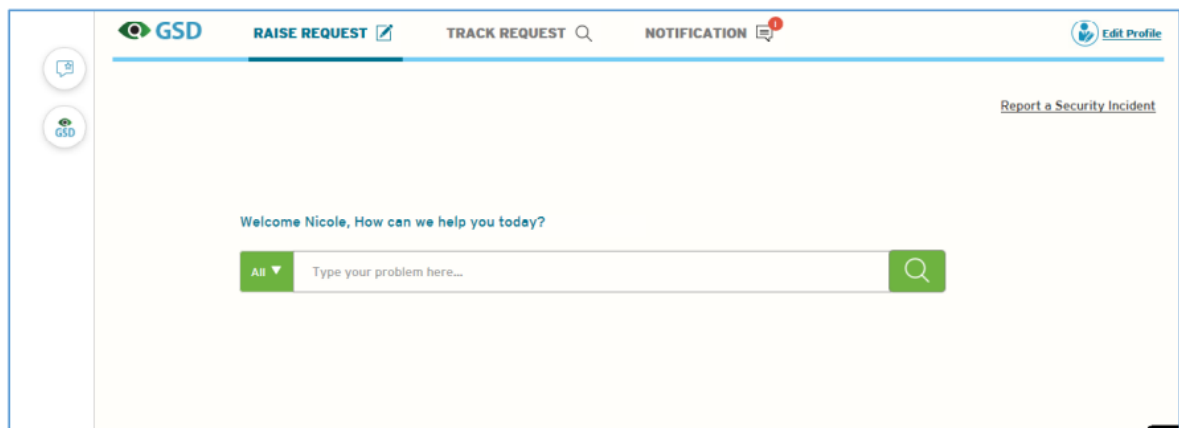 GSD
RAISE REQUEST
TRACK REQUEST
NOTIFICATION
!
Edit Profile
GSD
Report a Security Incident
Welcome Nicole, How can we help you today?
All
Type your problem here...